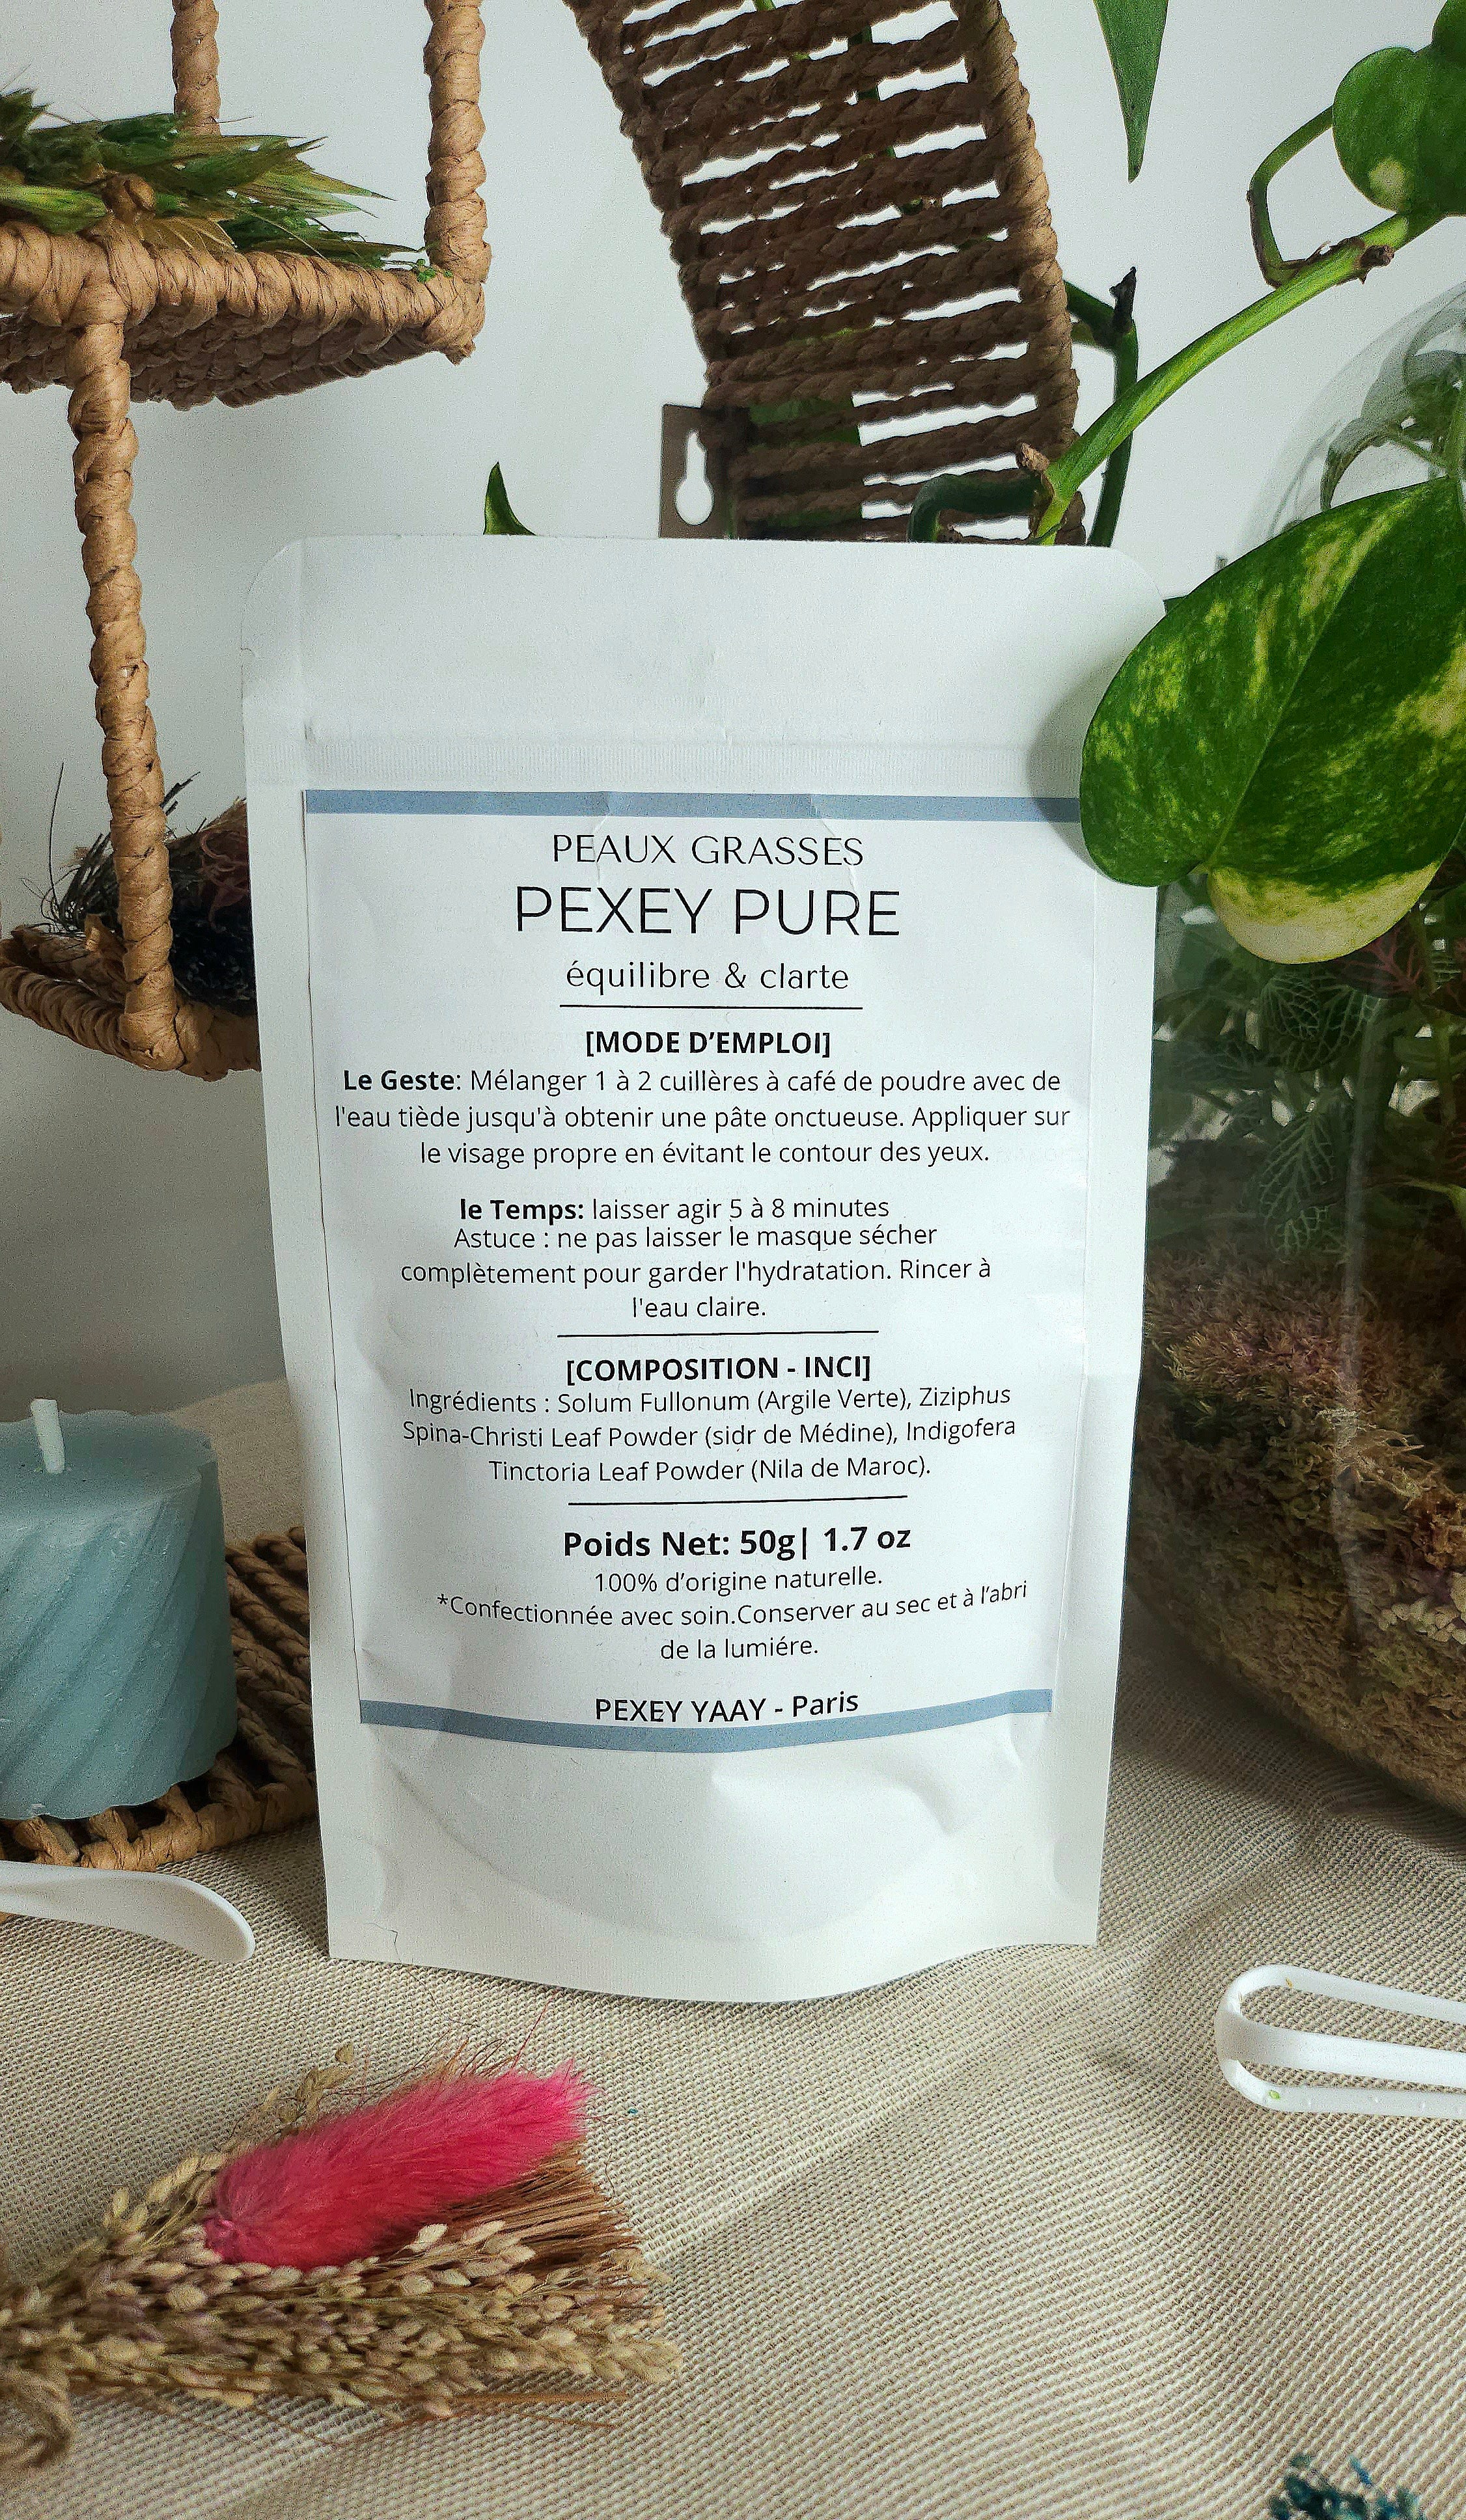 PEAUX GRASSES
PEXEY PURE
équilibre & clarte
[MODE D’EMPLOI]
Le Geste: Mélanger 1 à 2 cuillères à café de poudre avec de
l'eau tiède jusqu'à obtenir une pâte onctueuse. Appliquer sur
le visage propre en évitant le contour des yeux.
le Temps: laisser agir 5 à 8 minutes
Astuce : ne pas laisser le masque sécher
complètement pour garder l'hydratation. Rincer à
l'eau claire.
[COMPOSITION - INCI]
Ingrédients : Solum Fullonum (Argile Verte), Ziziphus
Spina-Christi Leaf Powder (sidr de Médine), Indigofera
Tinctoria Leaf Powder (Nila de Maroc).
Poids Net: 50g| 1.7 oz
100% d’origine naturelle.
*Confectionnée avec soin.Conserver au sec et à l’abri
de la lumiére.
PEXEY YAAY - Paris